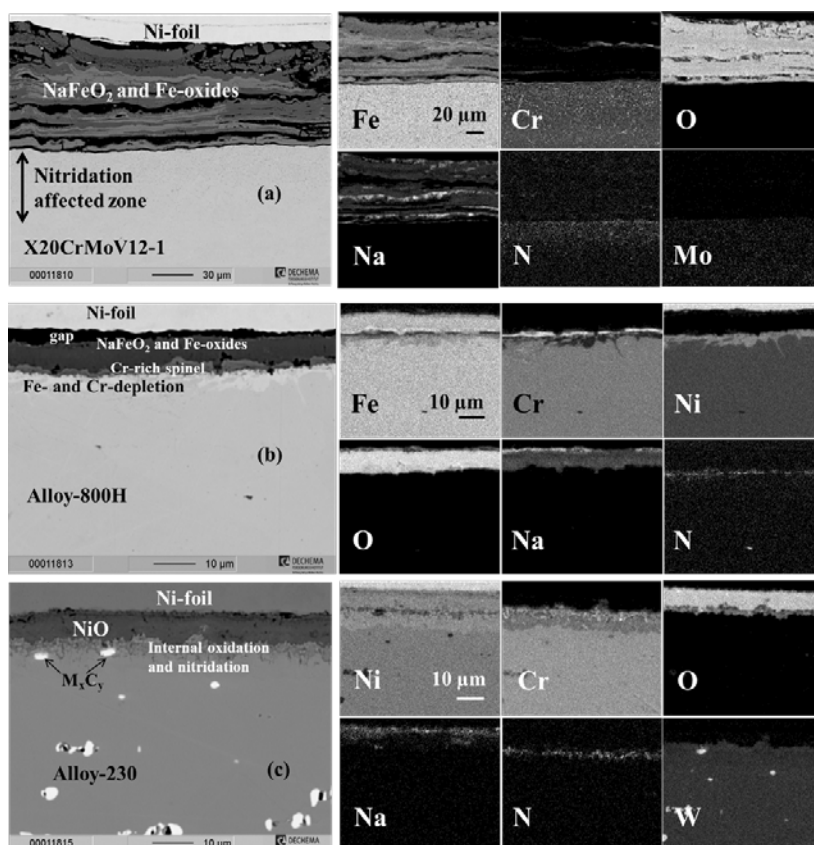 Ni-foil
NaFeO₂ and Fe-oxides
Nitridation
affected zone
(a)
X20CrMoV12-1
00011810
30 µm
DECHEMA
Fe
20 µm
Cr
O
Na
N
Mo
Ni-foil
gap
NaFeO₂ and Fe-oxides
Cr-rich spinel
Fe- and Cr-depletion
(b)
Alloy-800H
00011813
10 µm
DECHEMA
Fe
10 µm
Cr
Ni
O
Na
N
Ni-foil
NiO
Internal oxidation
and nitridation
MₓCᵧ
Alloy-230
(c)
00011815
10 µm
DECHEMA
Ni
10 µm
Cr
O
Na
N
W